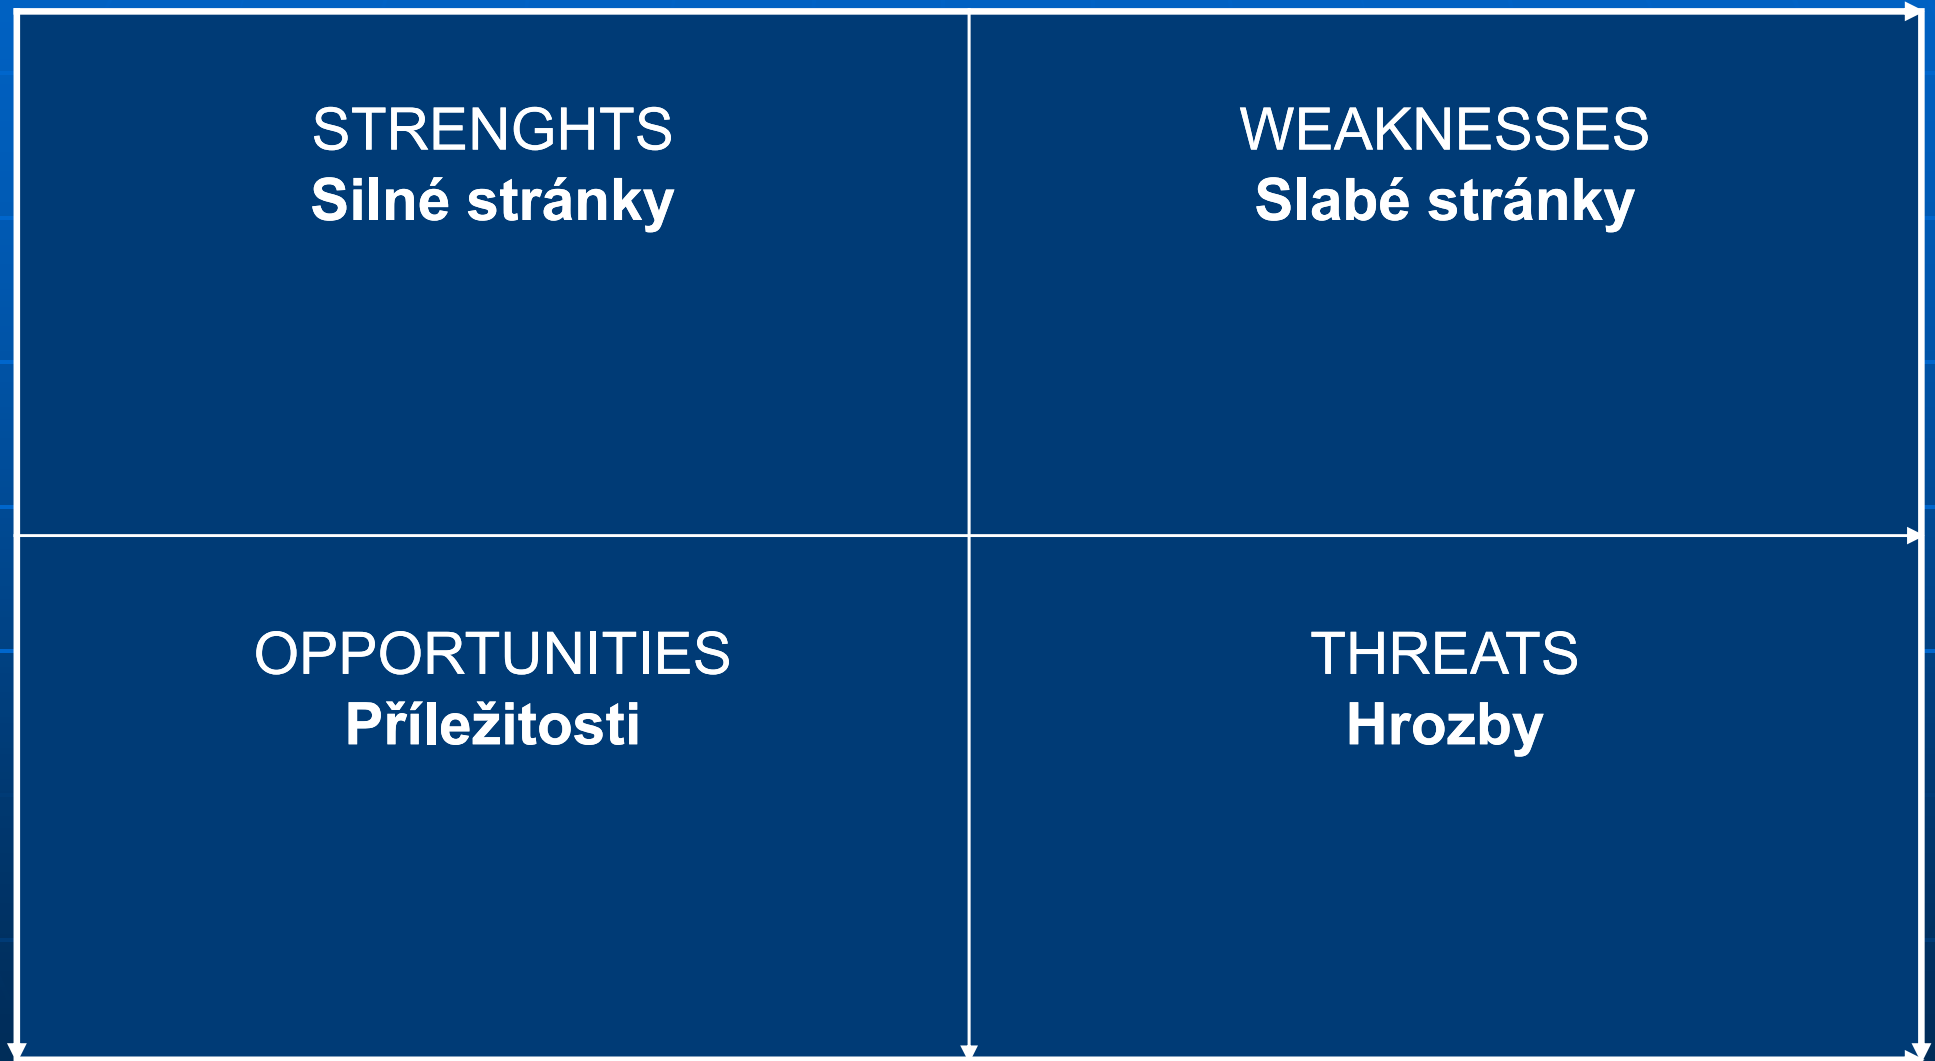 STRENGHTS
Silné stránky
WEAKNESSES
Slabé stránky
OPPORTUNITIES
Příležitosti
THREATS
Hrozby